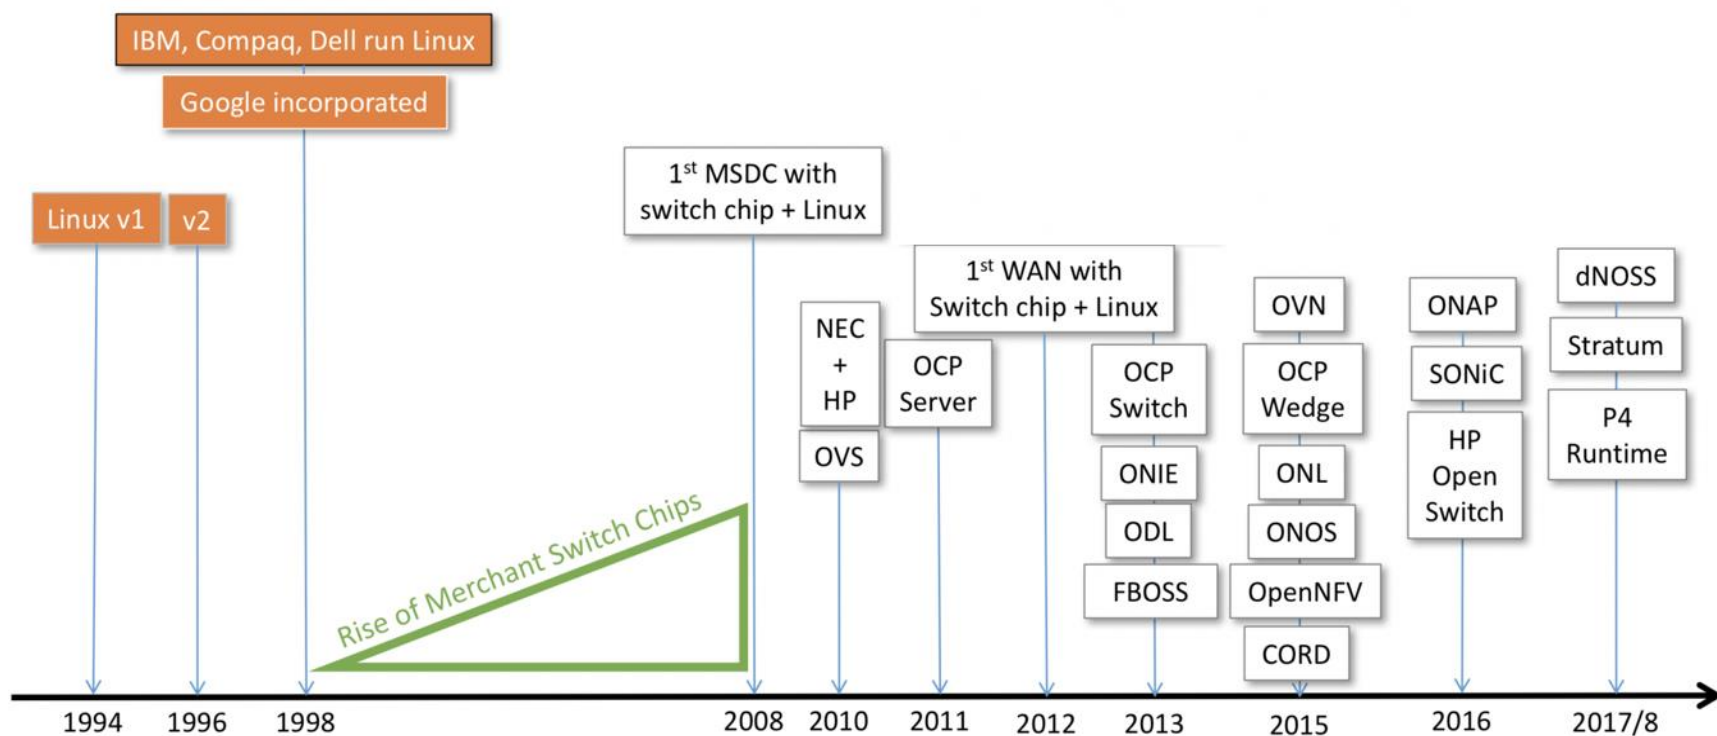 IBM, Compaq, Dell run Linux
Google incorporated
Linux v1
v2
1st MSDC with
switch chip + Linux
1st WAN with
Switch chip + Linux
NEC
+
HP
OVS
OCP
Server
OCP
Switch
ONIE
ODL
FBOSS
OVN
OCP
Wedge
ONL
ONOS
OpenNFV
CORD
ONAP
SONiC
HP
Open
Switch
dNOSS
Stratum
P4
Runtime
Rise of Merchant Switch Chips
1994
1996
1998
2008
2010
2011
2012
2013
2015
2016
2017/8